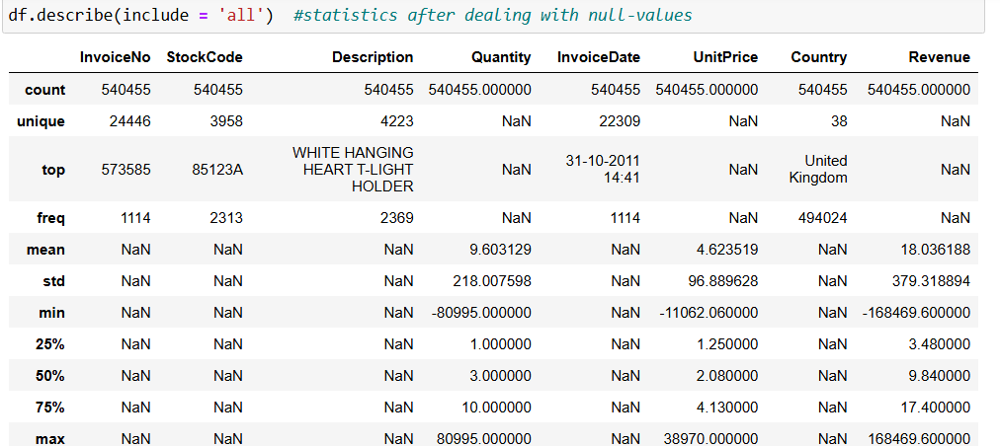 df.describe(include = 'all')  #statistics after dealing with null-values
InvoiceNo StockCode Description Quantity InvoiceDate UnitPrice Country Revenue
count 540455 540455 540455 540455.000000 540455 540455.000000 540455 540455.000000
unique 24446 3958 4223 NaN 22309 NaN 38 NaN
top 573585 85123A WHITE HANGING HEART T-LIGHT HOLDER NaN 31-10-2011 14:41 NaN United Kingdom NaN
freq 1114 2313 2369 NaN 1114 NaN 494024 NaN
mean NaN NaN NaN 9.603129 NaN 4.623519 NaN 18.036188
std NaN NaN NaN 218.007598 NaN 96.889628 NaN 379.318894
min NaN NaN NaN -80995.000000 NaN -11062.060000 NaN -168469.600000
25% NaN NaN NaN 1.000000 NaN 1.250000 NaN 3.480000
50% NaN NaN NaN 3.000000 NaN 2.080000 NaN 9.840000
75% NaN NaN NaN 10.000000 NaN 4.130000 NaN 17.400000
max NaN NaN NaN 80995.000000 NaN 38970.000000 NaN 168469.600000